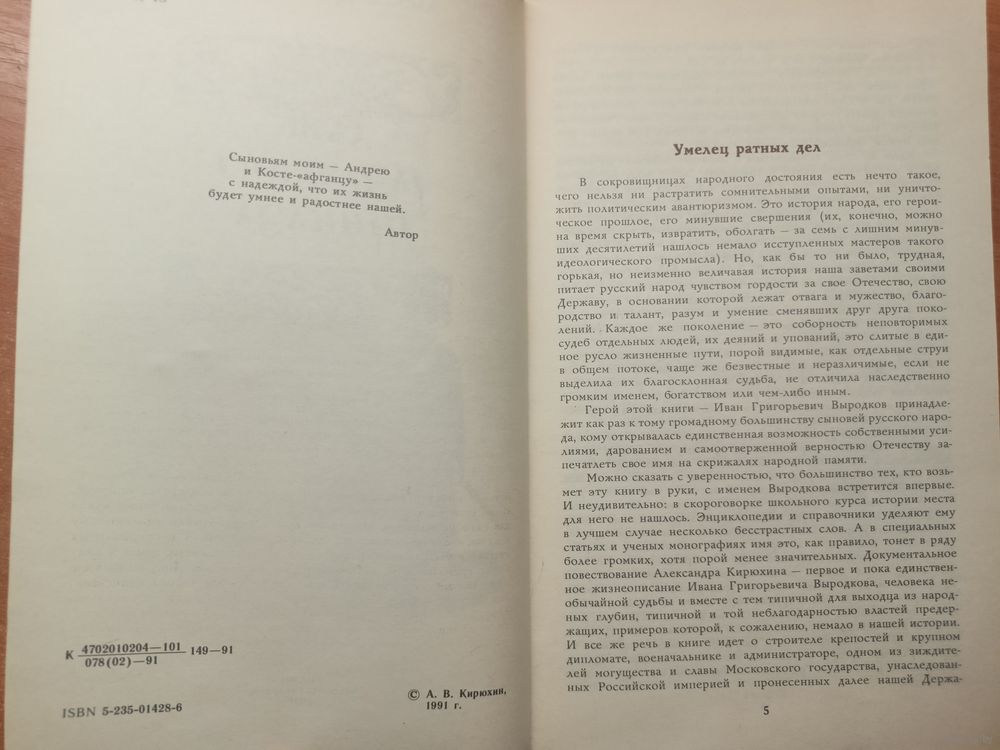 Сыновьям моим — Андрею
и Косте-«афганцу» —
с надеждой, что их жизнь
будет умнее и радостнее нашей.
Автор
К 4702010204—101 149—91
078(02)—91
© А. В. Кирюхин,
1991 г.
ISBN 5-235-01428-6
Умелец ратных дел
В сокровищницах народного достояния есть нечто такое,
чего нельзя ни растратить сомнительными опытами, ни уничто-
жить политическим авантюризмом. Это история народа, его герои-
ческое прошлое, его минувшие свершения (их, конечно, можно
на время скрыть, извратить, оболгать — за семь с лишним минув-
ших десятилетий нашлось немало исступленных мастеров такого
идеологического промысла). Но, как бы то ни было, трудная,
горькая, но неизменно величавая история наша заветами своими
питает русский народ чувством гордости за свое Отечество, свою
Державу, в основании которой лежат отвага и мужество, благо-
родство и талант, разум и умение сменявших друг друга поко-
лений. Каждое же поколение — это соборность неповторимых
судеб отдельных людей, их деяний и упований, это слитые в еди-
ное русло жизненные пути, порой видимые, как отдельные струи
в общем потоке, чаще же безвестные и неразличимые, если не
выделила их благосклонная судьба, не отличила наследственно
громким именем, богатством или чем-либо иным.
Герой этой книги — Иван Григорьевич Выродков принадле-
жит как раз к тому громадному большинству сыновей русского наро-
да, кому открывалась единственная возможность собственными уси-
лиями, дарованием и самоотверженной верностью Отечеству за-
печатлеть свое имя на скрижалях народной памяти.
Можно сказать с уверенностью, что большинство тех, кто возь-
мет эту книгу в руки, с именем Выродкова встретится впервые.
И неудивительно: в скороговорке школьного курса истории места
для него не нашлось. Энциклопедии и справочники уделяют ему
в лучшем случае несколько бесстрастных слов. А в специальных
статьях и ученых монографиях имя это, как правило, тонет в ряду
более громких, хотя порой менее значительных. Документальное
повествование Александра Кирюхина — первое и пока единствен-
ное жизнеописание Ивана Григорьевича Выродкова, человека не-
обычайной судьбы и вместе с тем типичной для выходца из народ-
ных глубин, типичной и той неблагодарностью властей предер-
жащих, примеров которой, к сожалению, немало в нашей истории.
И все же речь в книге идет о строителе крепостей и крупном
дипломате, военачальнике и администраторе, одном из зиждите-
лей могущества и славы Московского государства, унаследован-
ных Российской империей и пронесенных далее нашей Держа-
5